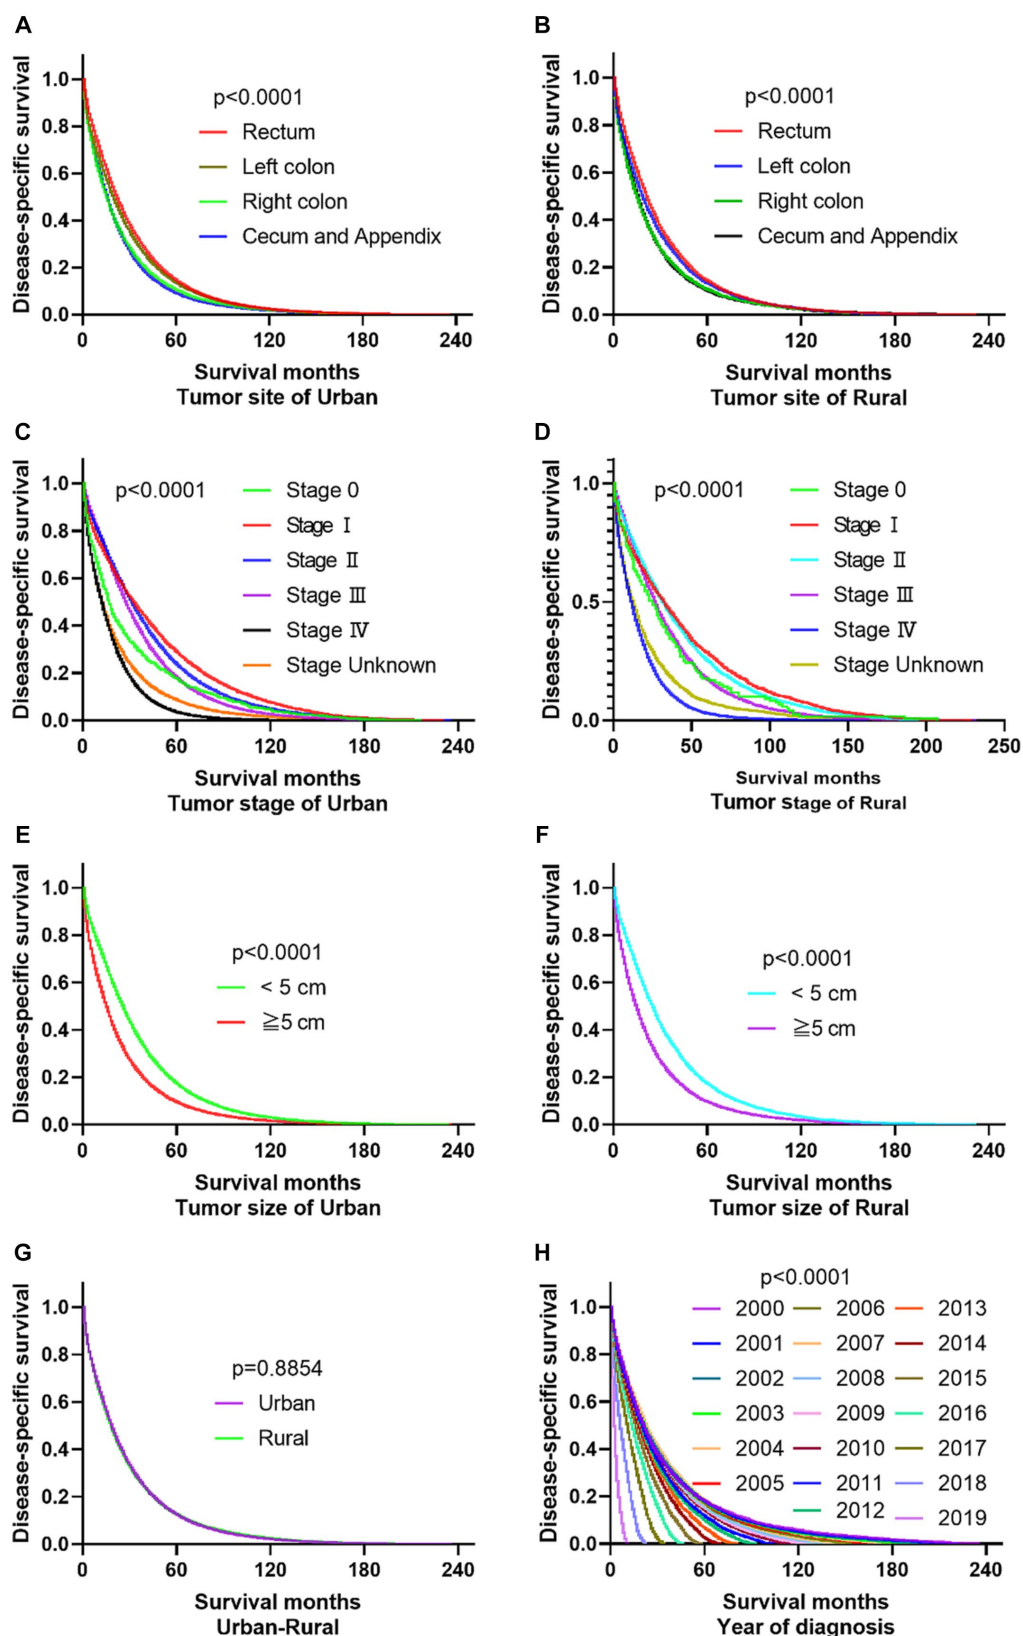 A
Disease-specific survival
1.0
0.8
0.6
0.4
0.2
0.0
p<0.0001
Rectum
Left colon
Right colon
Cecum and Appendix
0 60 120 180 240
Survival months
Tumor site of Urban
B
Disease-specific survival
1.0
0.8
0.6
0.4
0.2
0.0
p<0.0001
Rectum
Left colon
Right colon
Cecum and Appendix
0 60 120 180 240
Survival months
Tumor site of Rural
C
Disease-specific survival
1.0
0.8
0.6
0.4
0.2
0.0
p<0.0001
Stage 0
Stage Ⅰ
Stage Ⅱ
Stage Ⅲ
Stage Ⅳ
Stage Unknown
0 60 120 180 240
Survival months
Tumor stage of Urban
D
Disease-specific survival
1.0
0.5
0.0
p<0.0001
Stage 0
Stage Ⅰ
Stage Ⅱ
Stage Ⅲ
Stage Ⅳ
Stage Unknown
0 50 100 150 200 250
Survival months
Tumor stage of Rural
E
Disease-specific survival
1.0
0.8
0.6
0.4
0.2
0.0
p<0.0001
< 5 cm
≧5 cm
0 60 120 180 240
Survival months
Tumor size of Urban
F
Disease-specific survival
1.0
0.8
0.6
0.4
0.2
0.0
p<0.0001
< 5 cm
≧5 cm
0 60 120 180 240
Survival months
Tumor size of Rural
G
Disease-specific survival
1.0
0.8
0.6
0.4
0.2
0.0
p=0.8854
Urban
Rural
0 60 120 180 240
Survival months
Urban-Rural
H
Disease-specific survival
1.0
0.8
0.6
0.4
0.2
0.0
p<0.0001
2000 2006 2013
2001 2007 2014
2002 2008 2015
2003 2009 2016
2004 2010 2017
2005 2011 2018
2012 2019
0 60 120 180 240
Survival months
Year of diagnosis